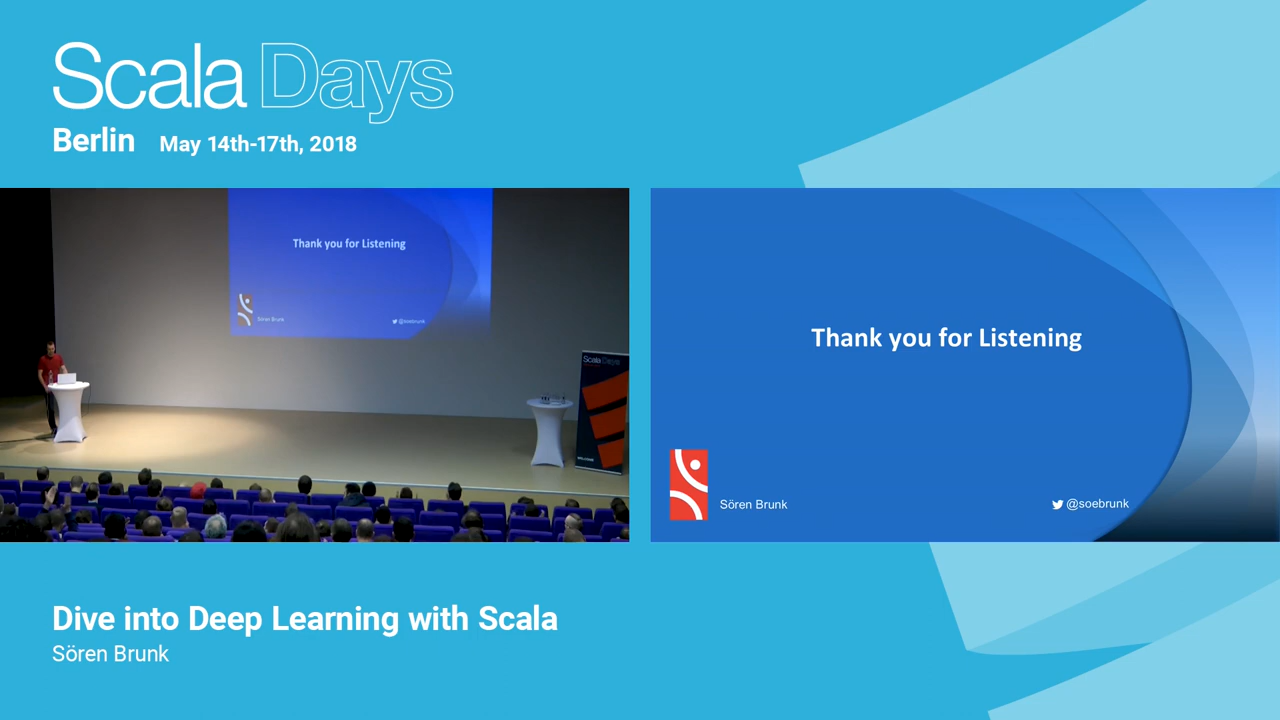 Scala Days
Berlin May 14th-17th, 2018
Thank you for Listening
Sören Brunk
@soebrunk
Scala Days
Thank you for Listening
Sören Brunk
@soebrunk
Dive into Deep Learning with Scala
Sören Brunk